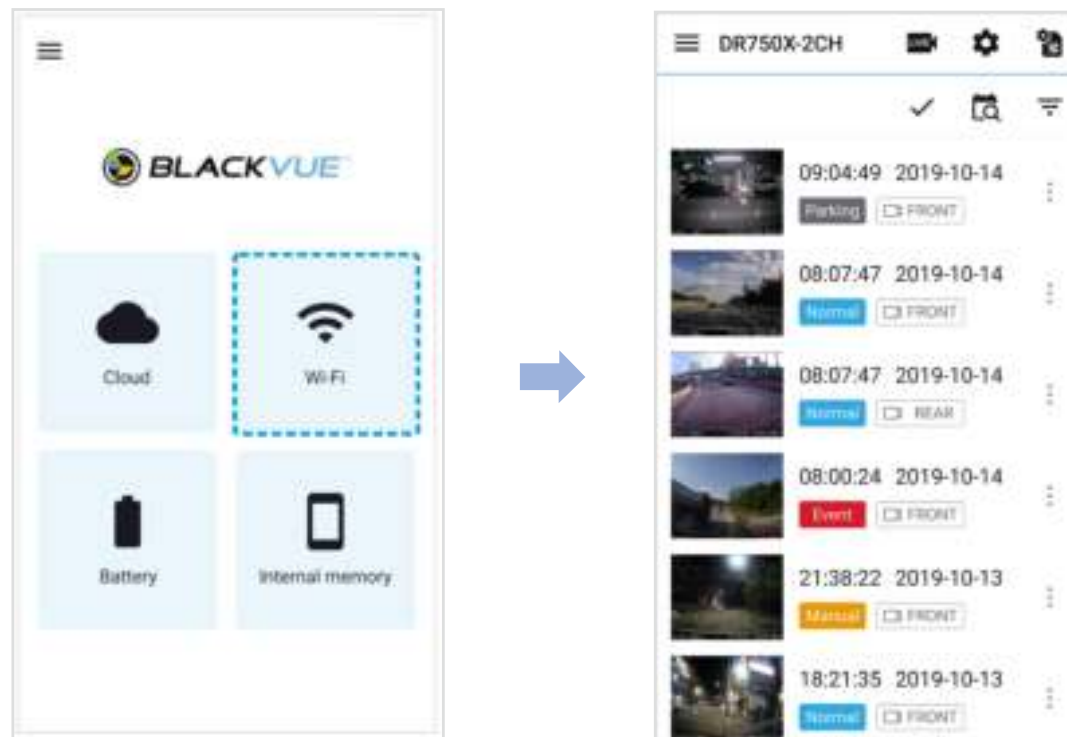 BLACKVUE
Cloud
Wi-Fi
Battery
Internal memory
DR750X-2CH
09:04:49 2019-10-14
Parking FRONT
08:07:47 2019-10-14
Normal FRONT
08:07:47 2019-10-14
Normal REAR
08:00:24 2019-10-14
Event FRONT
21:38:22 2019-10-13
Manual FRONT
18:21:35 2019-10-13
Normal FRONT